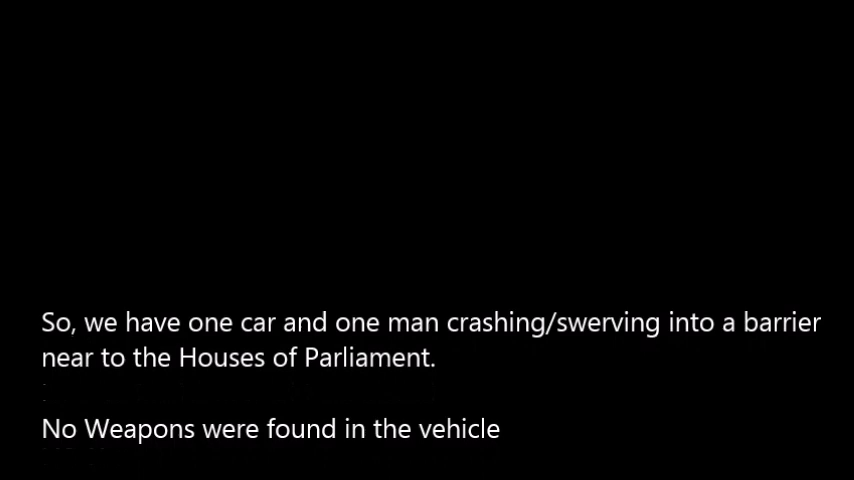 So, we have one car and one man crashing/swerving into a barrier
near to the Houses of Parliament.
No Weapons were found in the vehicle